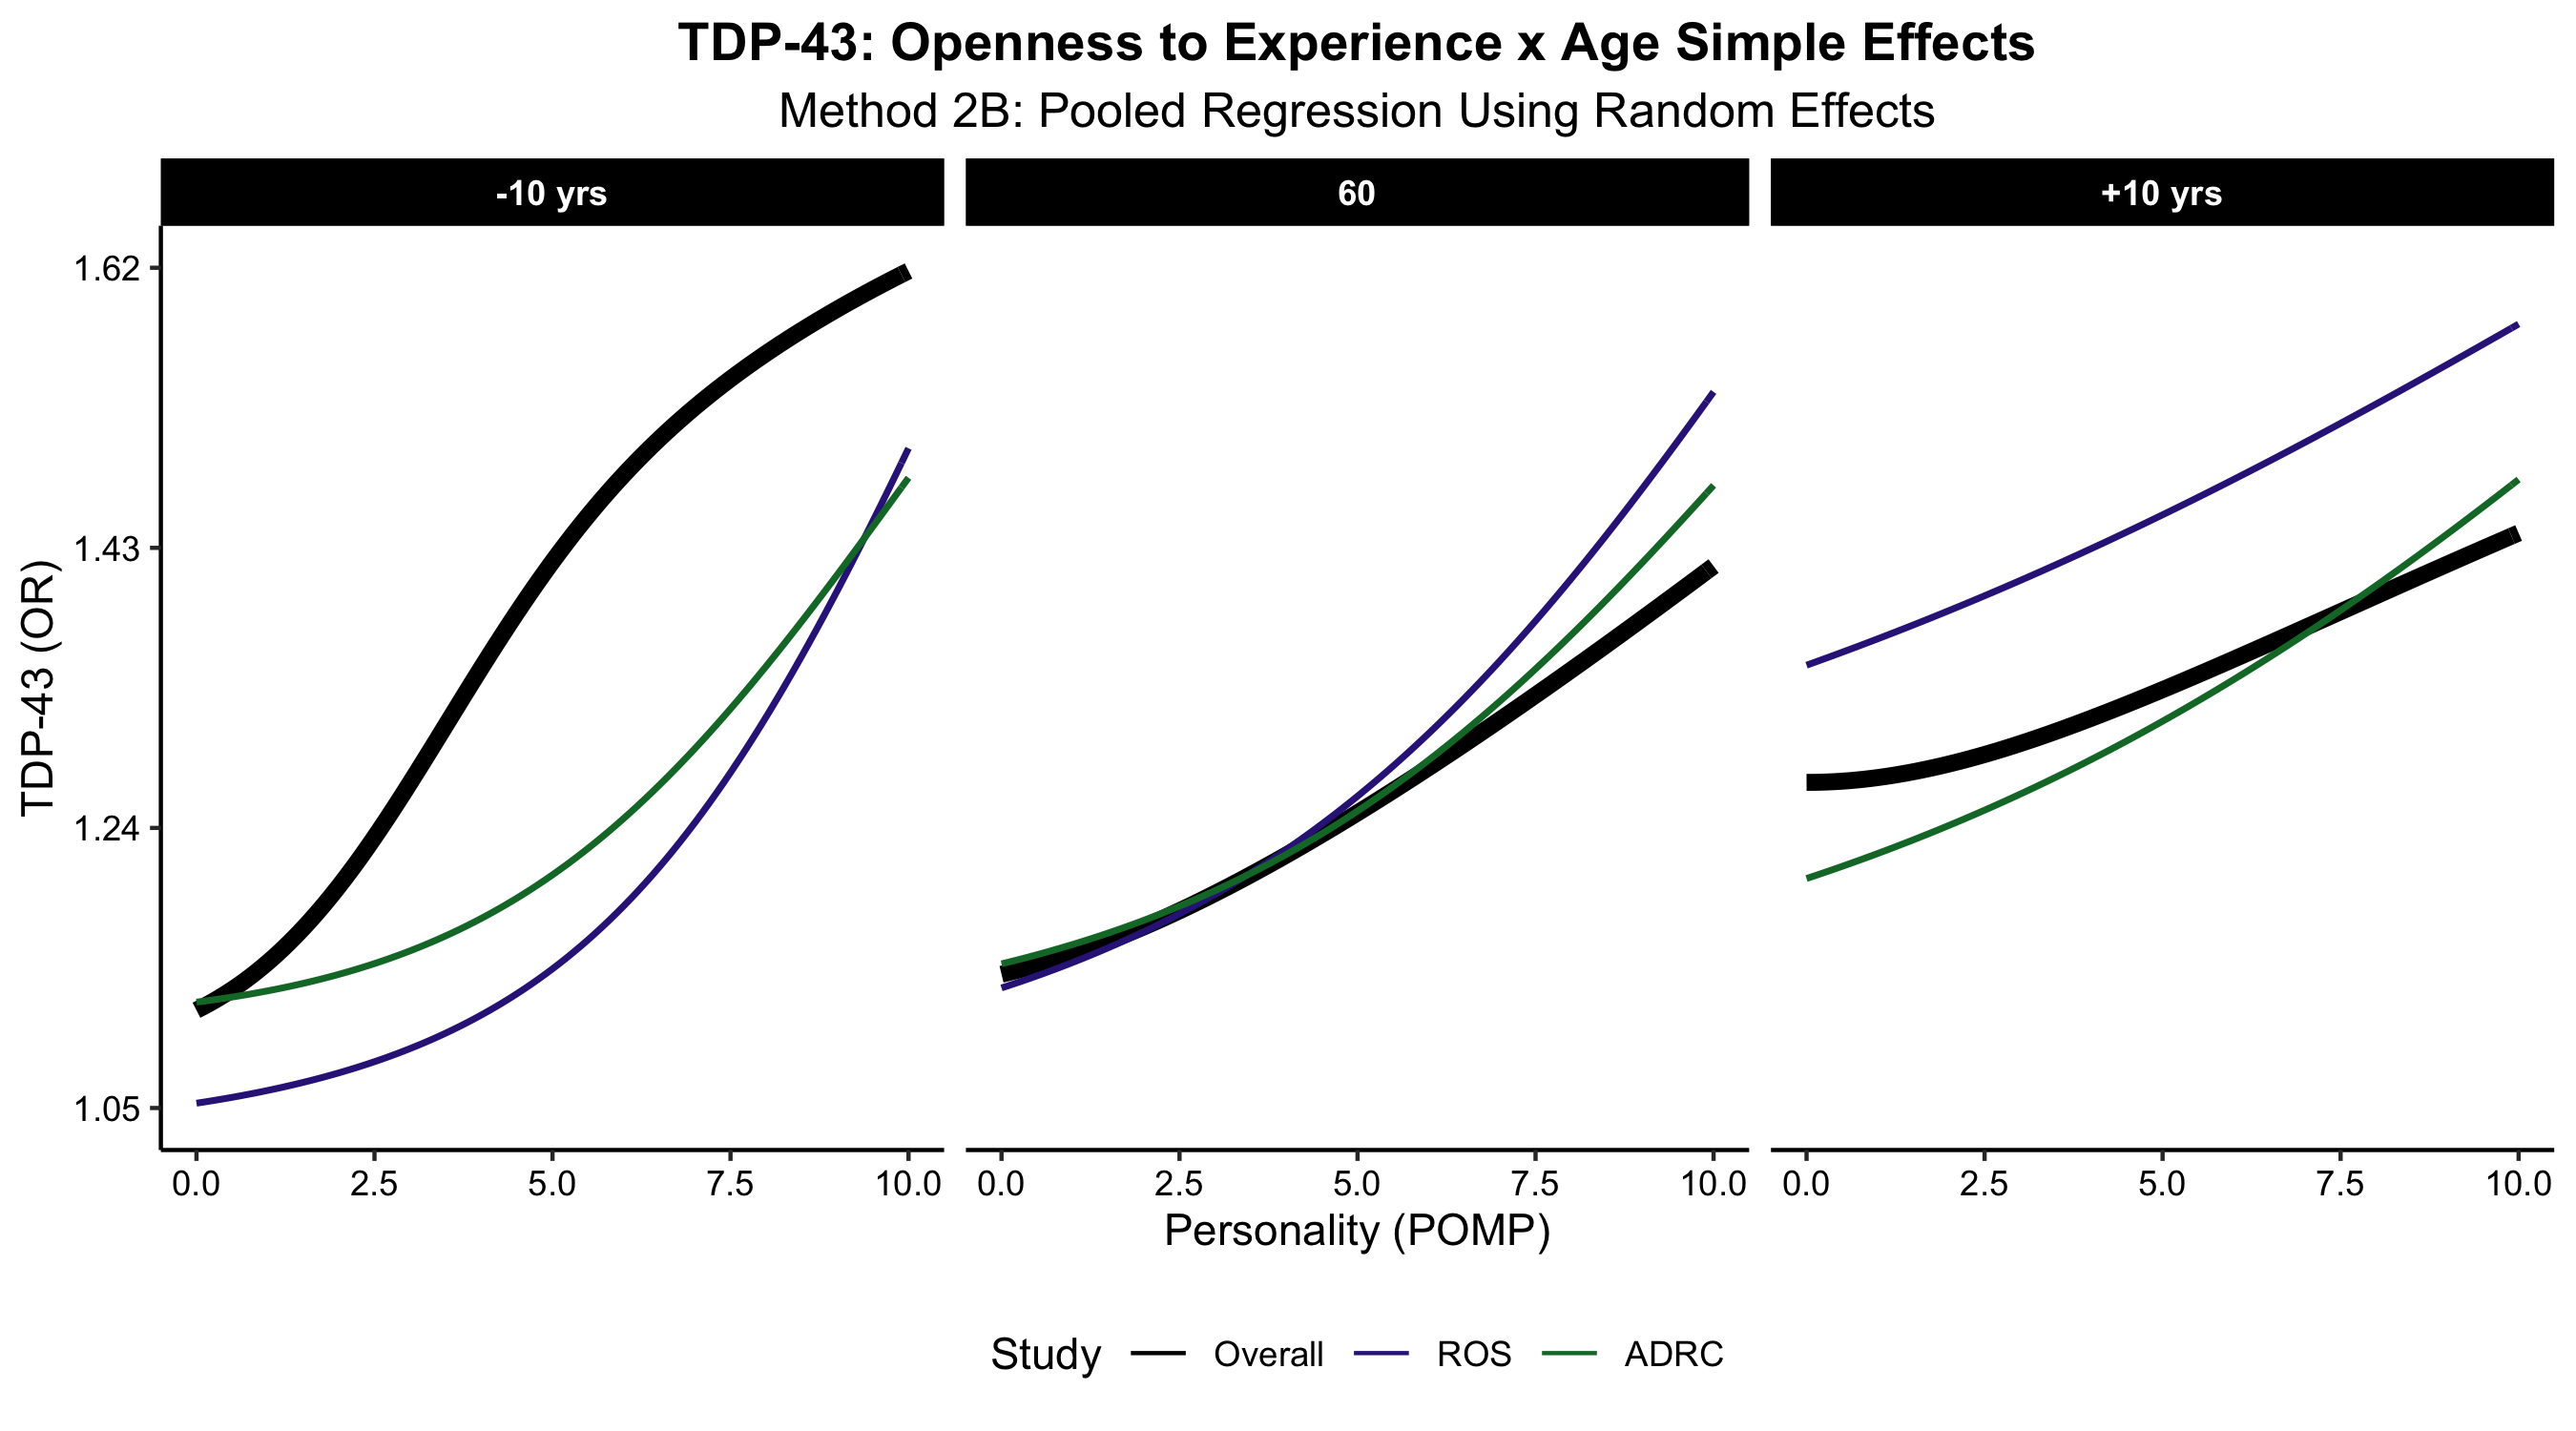 TDP-43: Openness to Experience x Age Simple Effects
Method 2B: Pooled Regression Using Random Effects
-10 yrs
60
+10 yrs
TDP-43 (OR)
1.62
1.43
1.24
1.05
0.0 2.5 5.0 7.5 10.0
0.0 2.5 5.0 7.5 10.0
0.0 2.5 5.0 7.5 10.0
Personality (POMP)
Study Overall ROS ADRC